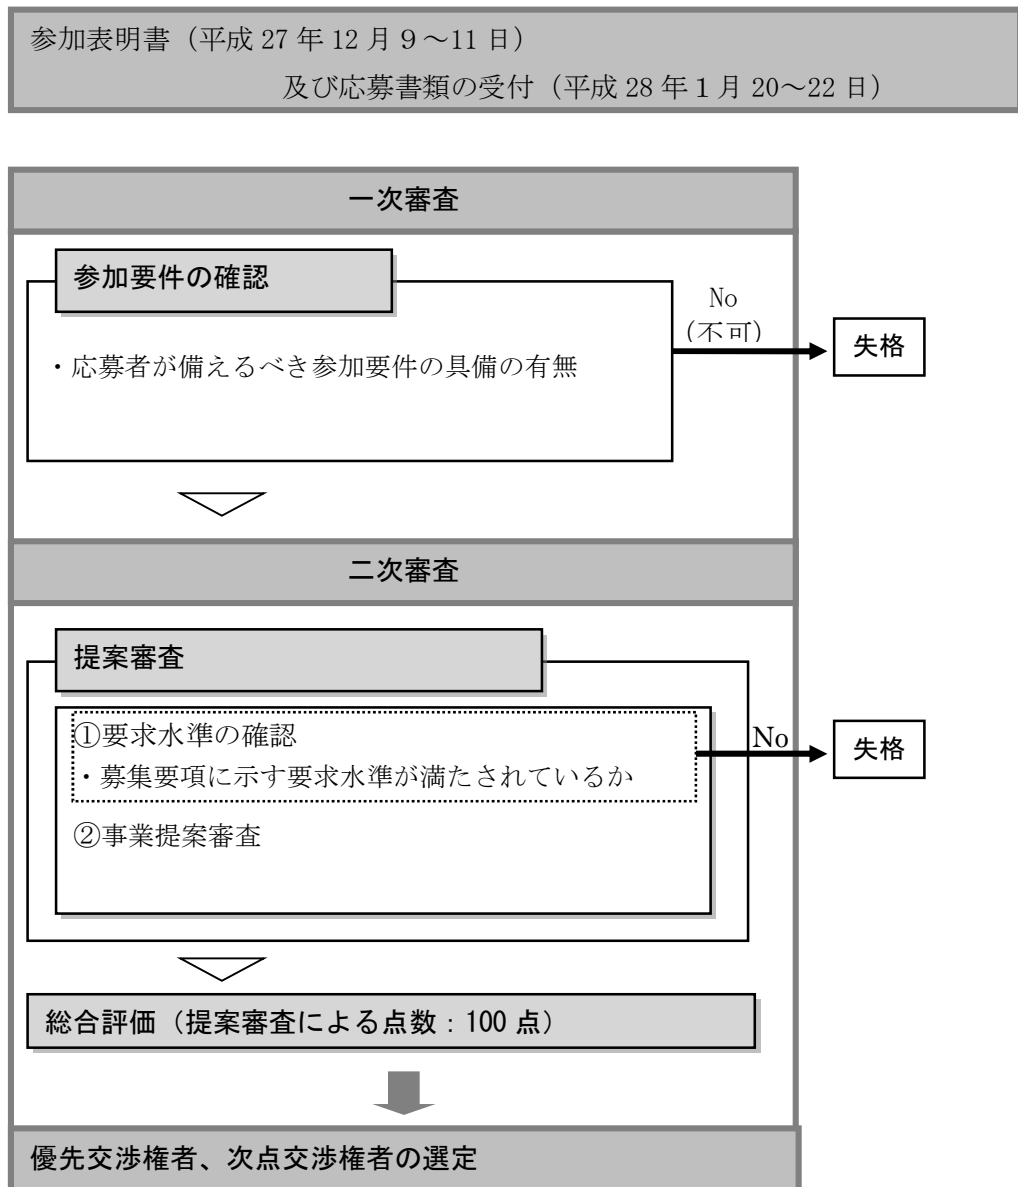 参加表明書（平成 27 年 12 月９～11 日）
及び応募書類の受付（平成 28 年１月 20～22 日）
一次審査
参加要件の確認
No
(不可)
失格
・応募者が備えるべき参加要件の具備の有無
二次審査
提案審査
①要求水準の確認
・募集要項に示す要求水準が満たされているか
No
失格
②事業提案審査
総合評価（提案審査による点数：100 点）
優先交渉権者、次点交渉権者の選定